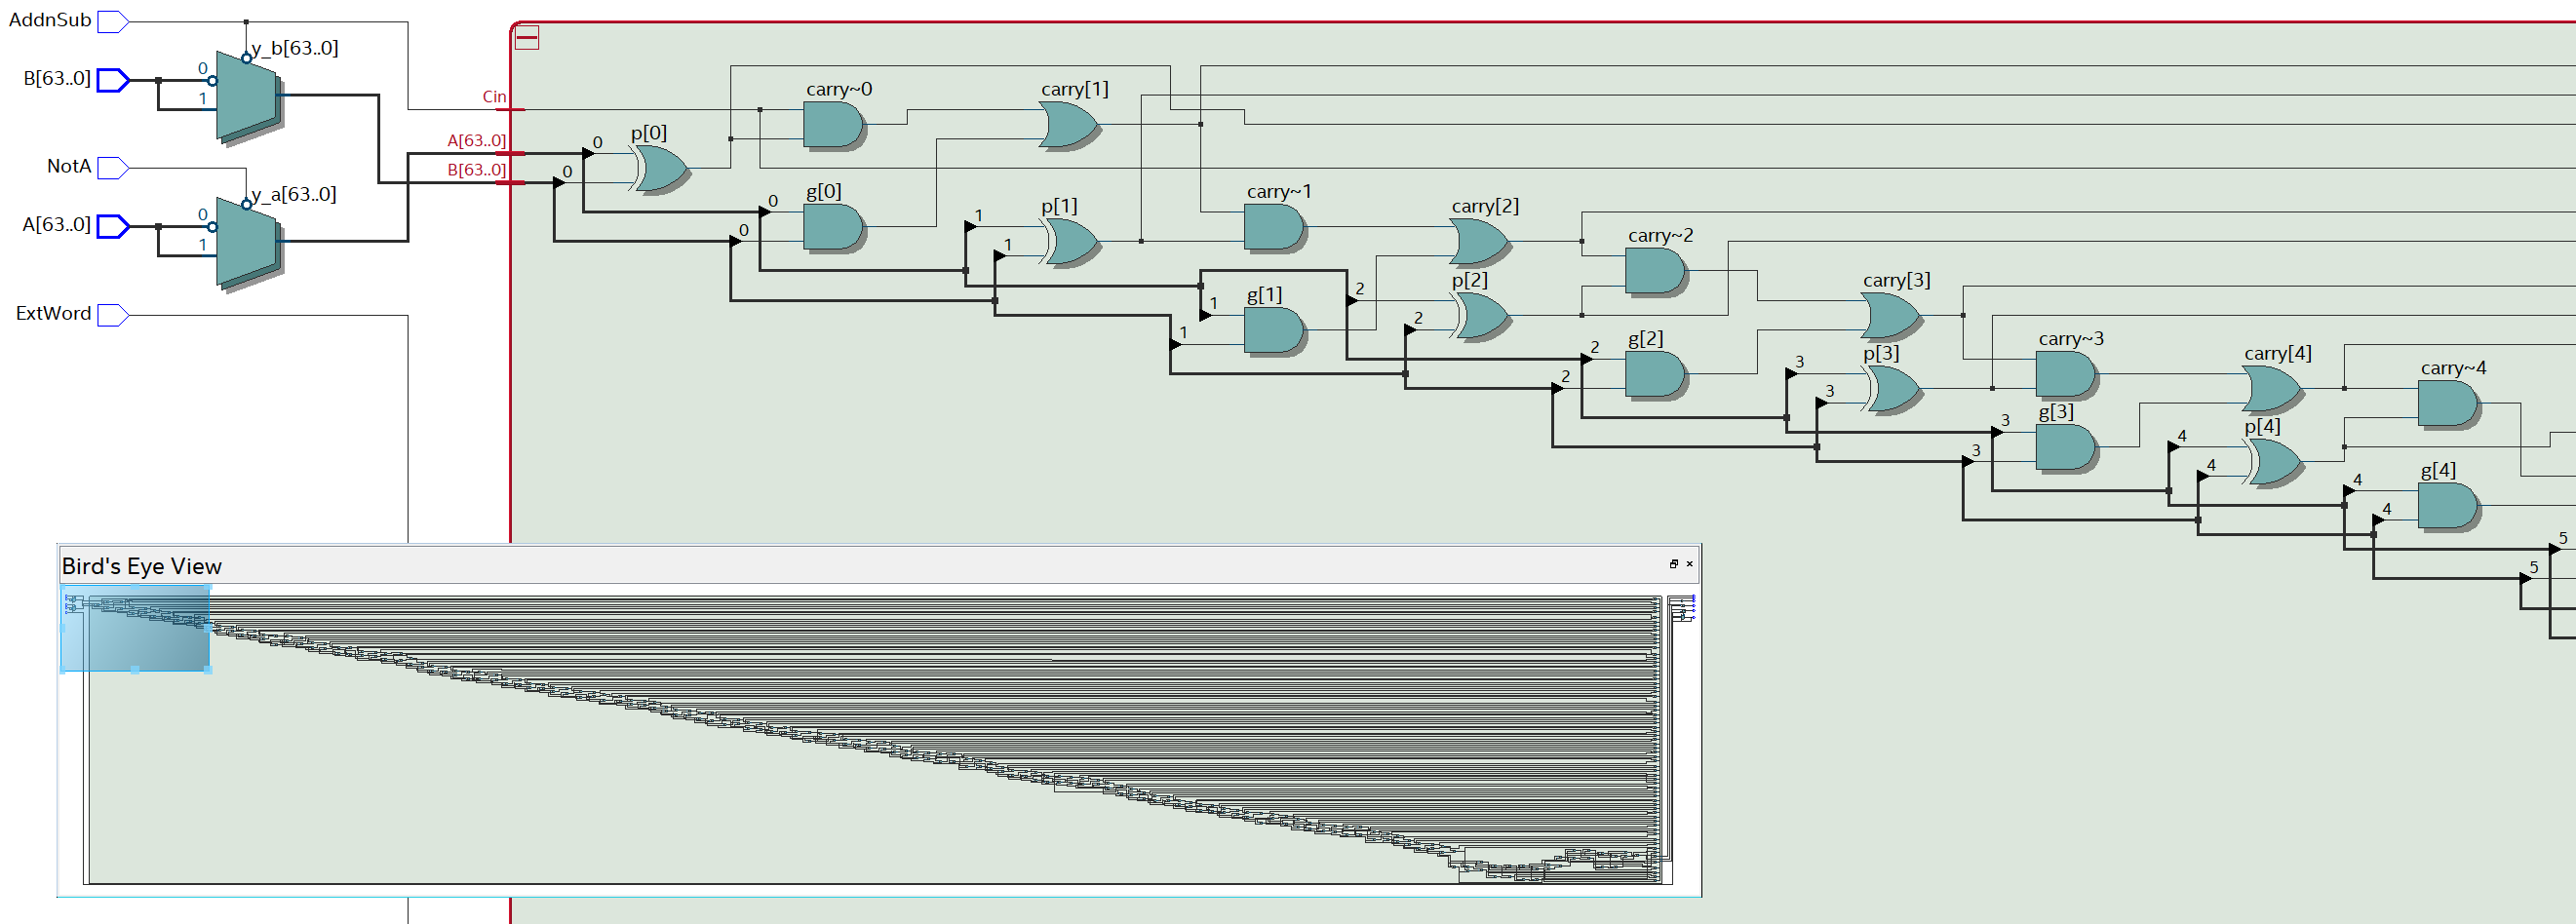 AddnSub
y_b[63..0]
B[63..0]
0
1
Cin
carry~0
carry[1]
NotA
A[63..0]
0
p[0]
B[63..0]
0
y_a[63..0]
0
g[0]
carry~1
A[63..0]
0
1
0
1
p[1]
1
carry[2]
carry~2
ExtWord
1
g[1]
2
p[2]
carry[3]
1
2
g[2]
2
2
3
p[3]
3
carry~3
carry[4]
carry~4
3
g[3]
3
4
p[4]
4
4
g[4]
4
5
5
Bird's Eye View